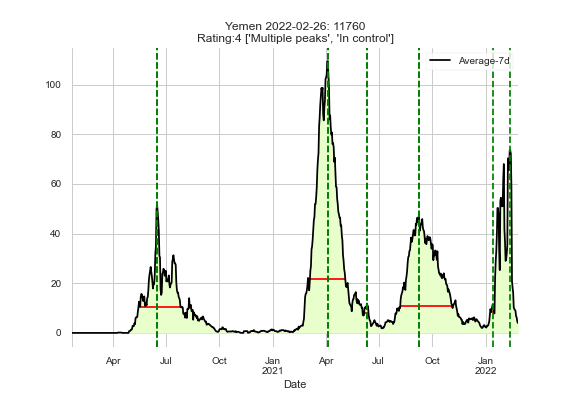 Yemen 2022-02-26: 11760
Rating:4 ['Multiple peaks', 'In control']
Average-7d
100
80
60
40
20
0
Apr Jul Oct Jan Apr Jul Oct Jan
2021 2022
Date